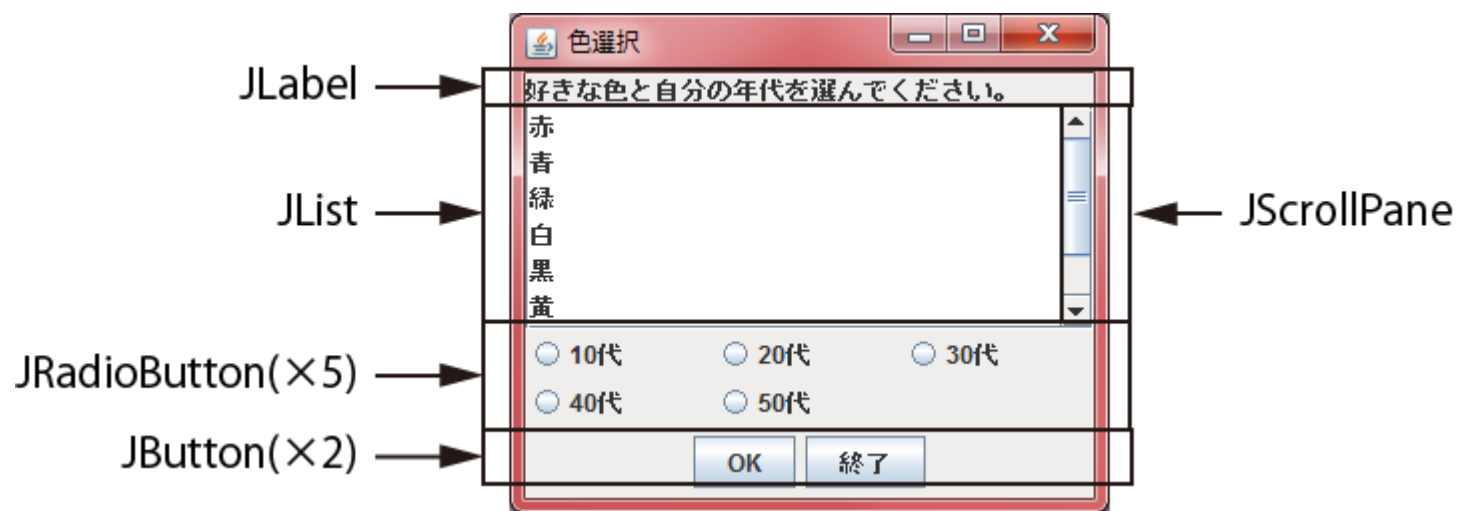 色選択
JLabel
好きな色と自分の年代を選んでください。
赤
青
緑
白
黒
黄
JList
JScrollPane
JRadioButton(×5)
10代 20代 30代
40代 50代
JButton(×2)
OK 終了